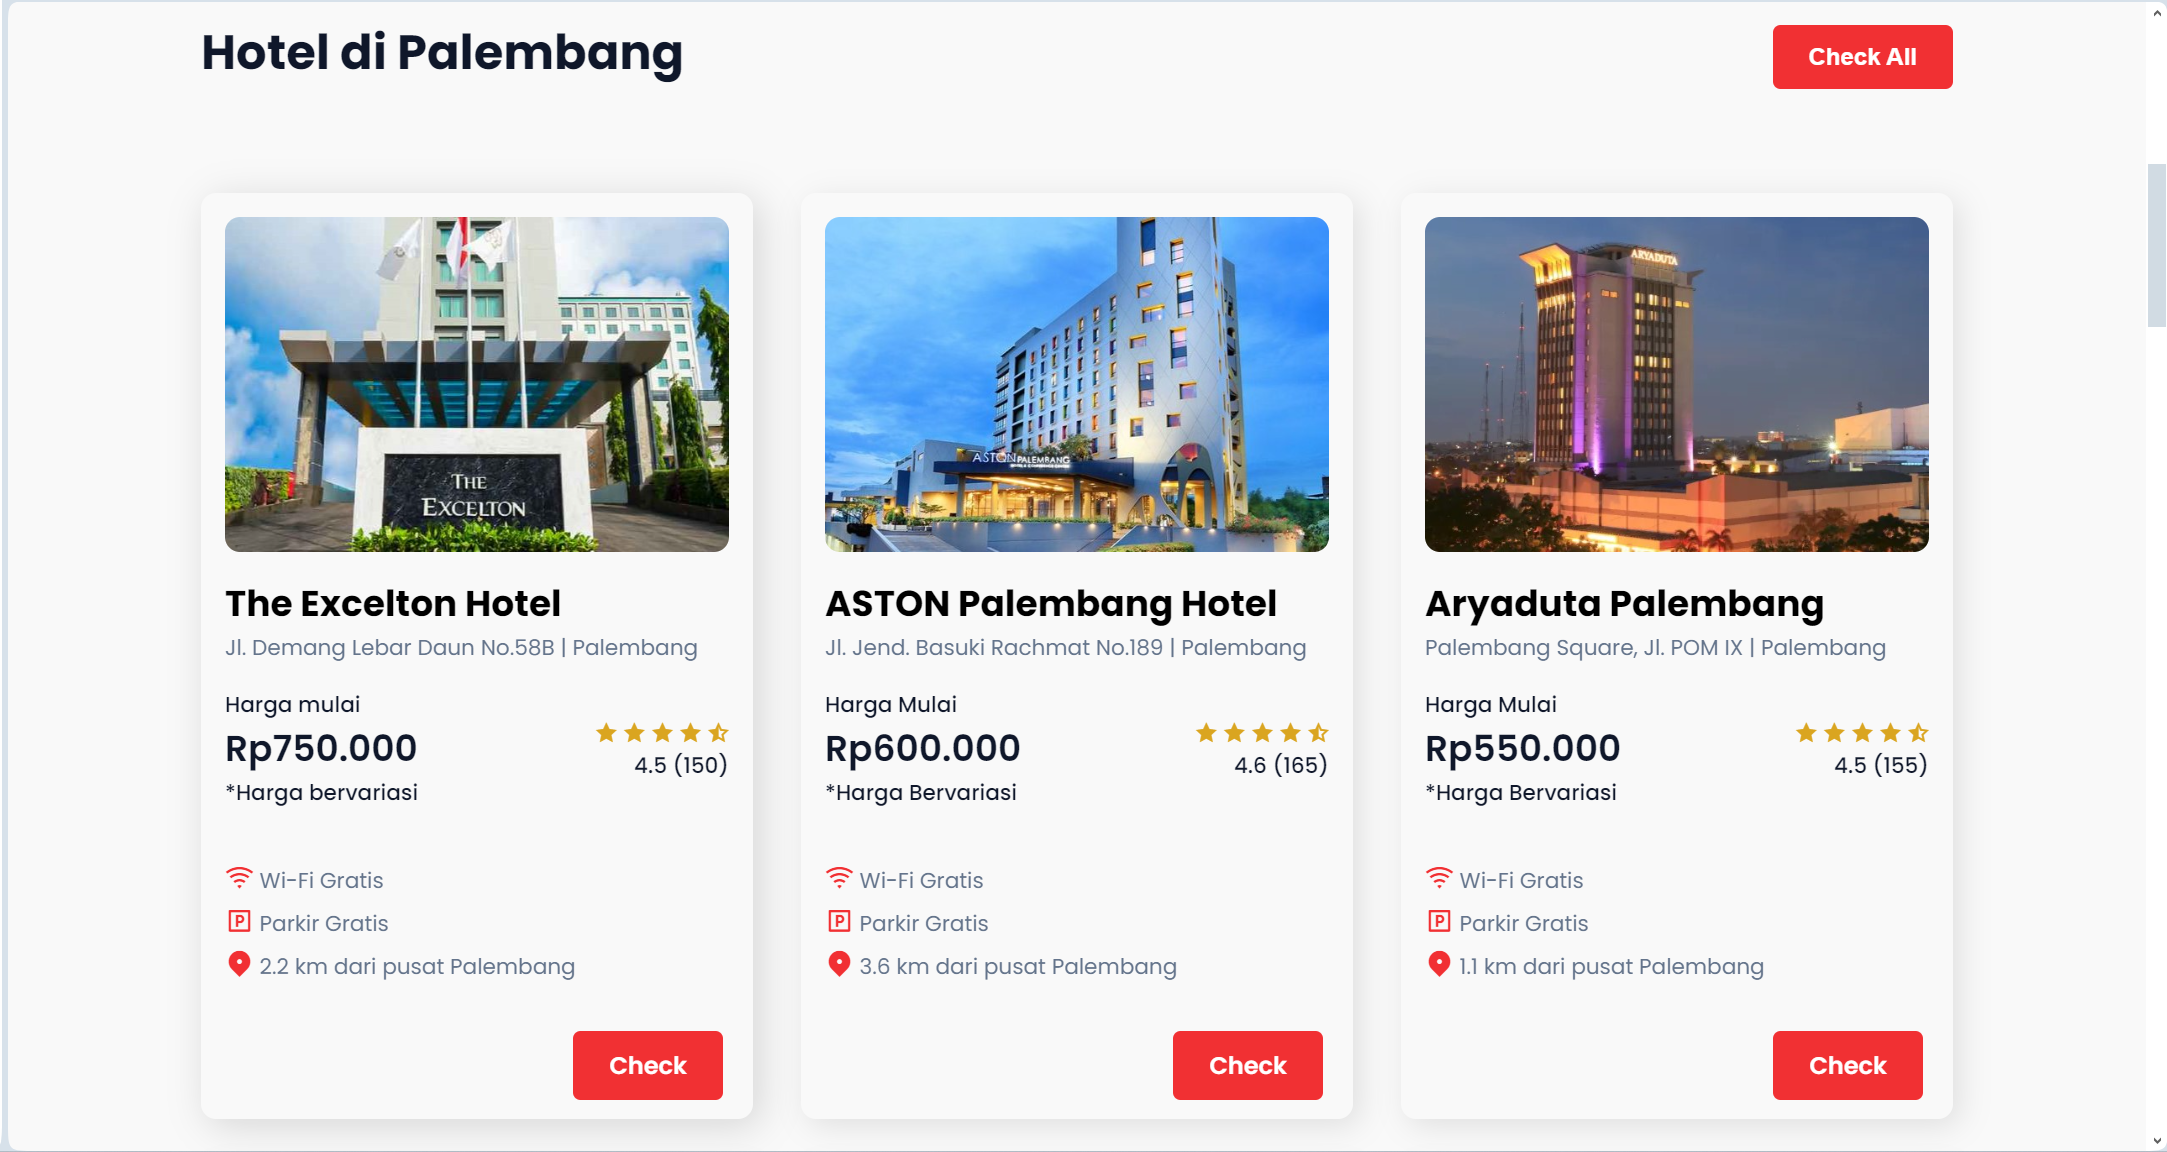 Hotel di Palembang
Check All
THE
EXCELTON
The Excelton Hotel
Jl. Demang Lebar Daun No.58B | Palembang
Harga mulai
Rp750.000
4.5 (150)
*Harga bervariasi
Wi-Fi Gratis
P Parkir Gratis
2.2 km dari pusat Palembang
Check
ASTON PALEMBANG
ASTON Palembang Hotel
Jl. Jend. Basuki Rachmat No.189 | Palembang
Harga Mulai
Rp600.000
4.6 (165)
*Harga Bervariasi
Wi-Fi Gratis
P Parkir Gratis
3.6 km dari pusat Palembang
Check
ARYADUTA
Aryaduta Palembang
Palembang Square, Jl. POM IX | Palembang
Harga Mulai
Rp550.000
4.5 (155)
*Harga Bervariasi
Wi-Fi Gratis
P Parkir Gratis
1.1 km dari pusat Palembang
Check